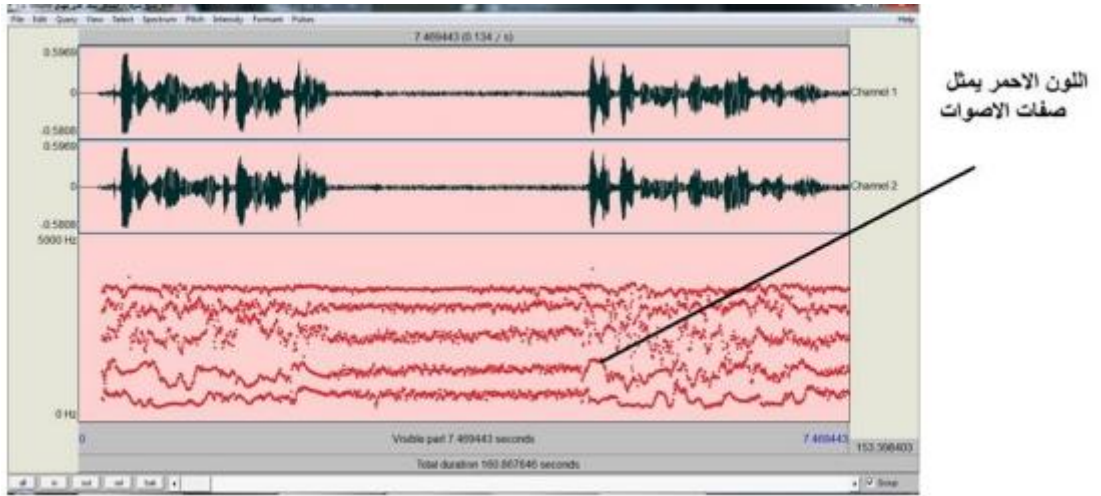 File Edit Query View Select Spectrum Pitch Intensity Formant Pulses Help
7.469443 (0.134 / s)
0.5969
0
-0.5808
Channel 1
0.5969
0
-0.5808
Channel 2
5000 Hz
0 Hz
اللون الاحمر يمثل
صفات الاصوات
0 Visible part 7.469443 seconds 7.469443
153.398403
Total duration 160.867846 seconds
all in out sel bak
Group